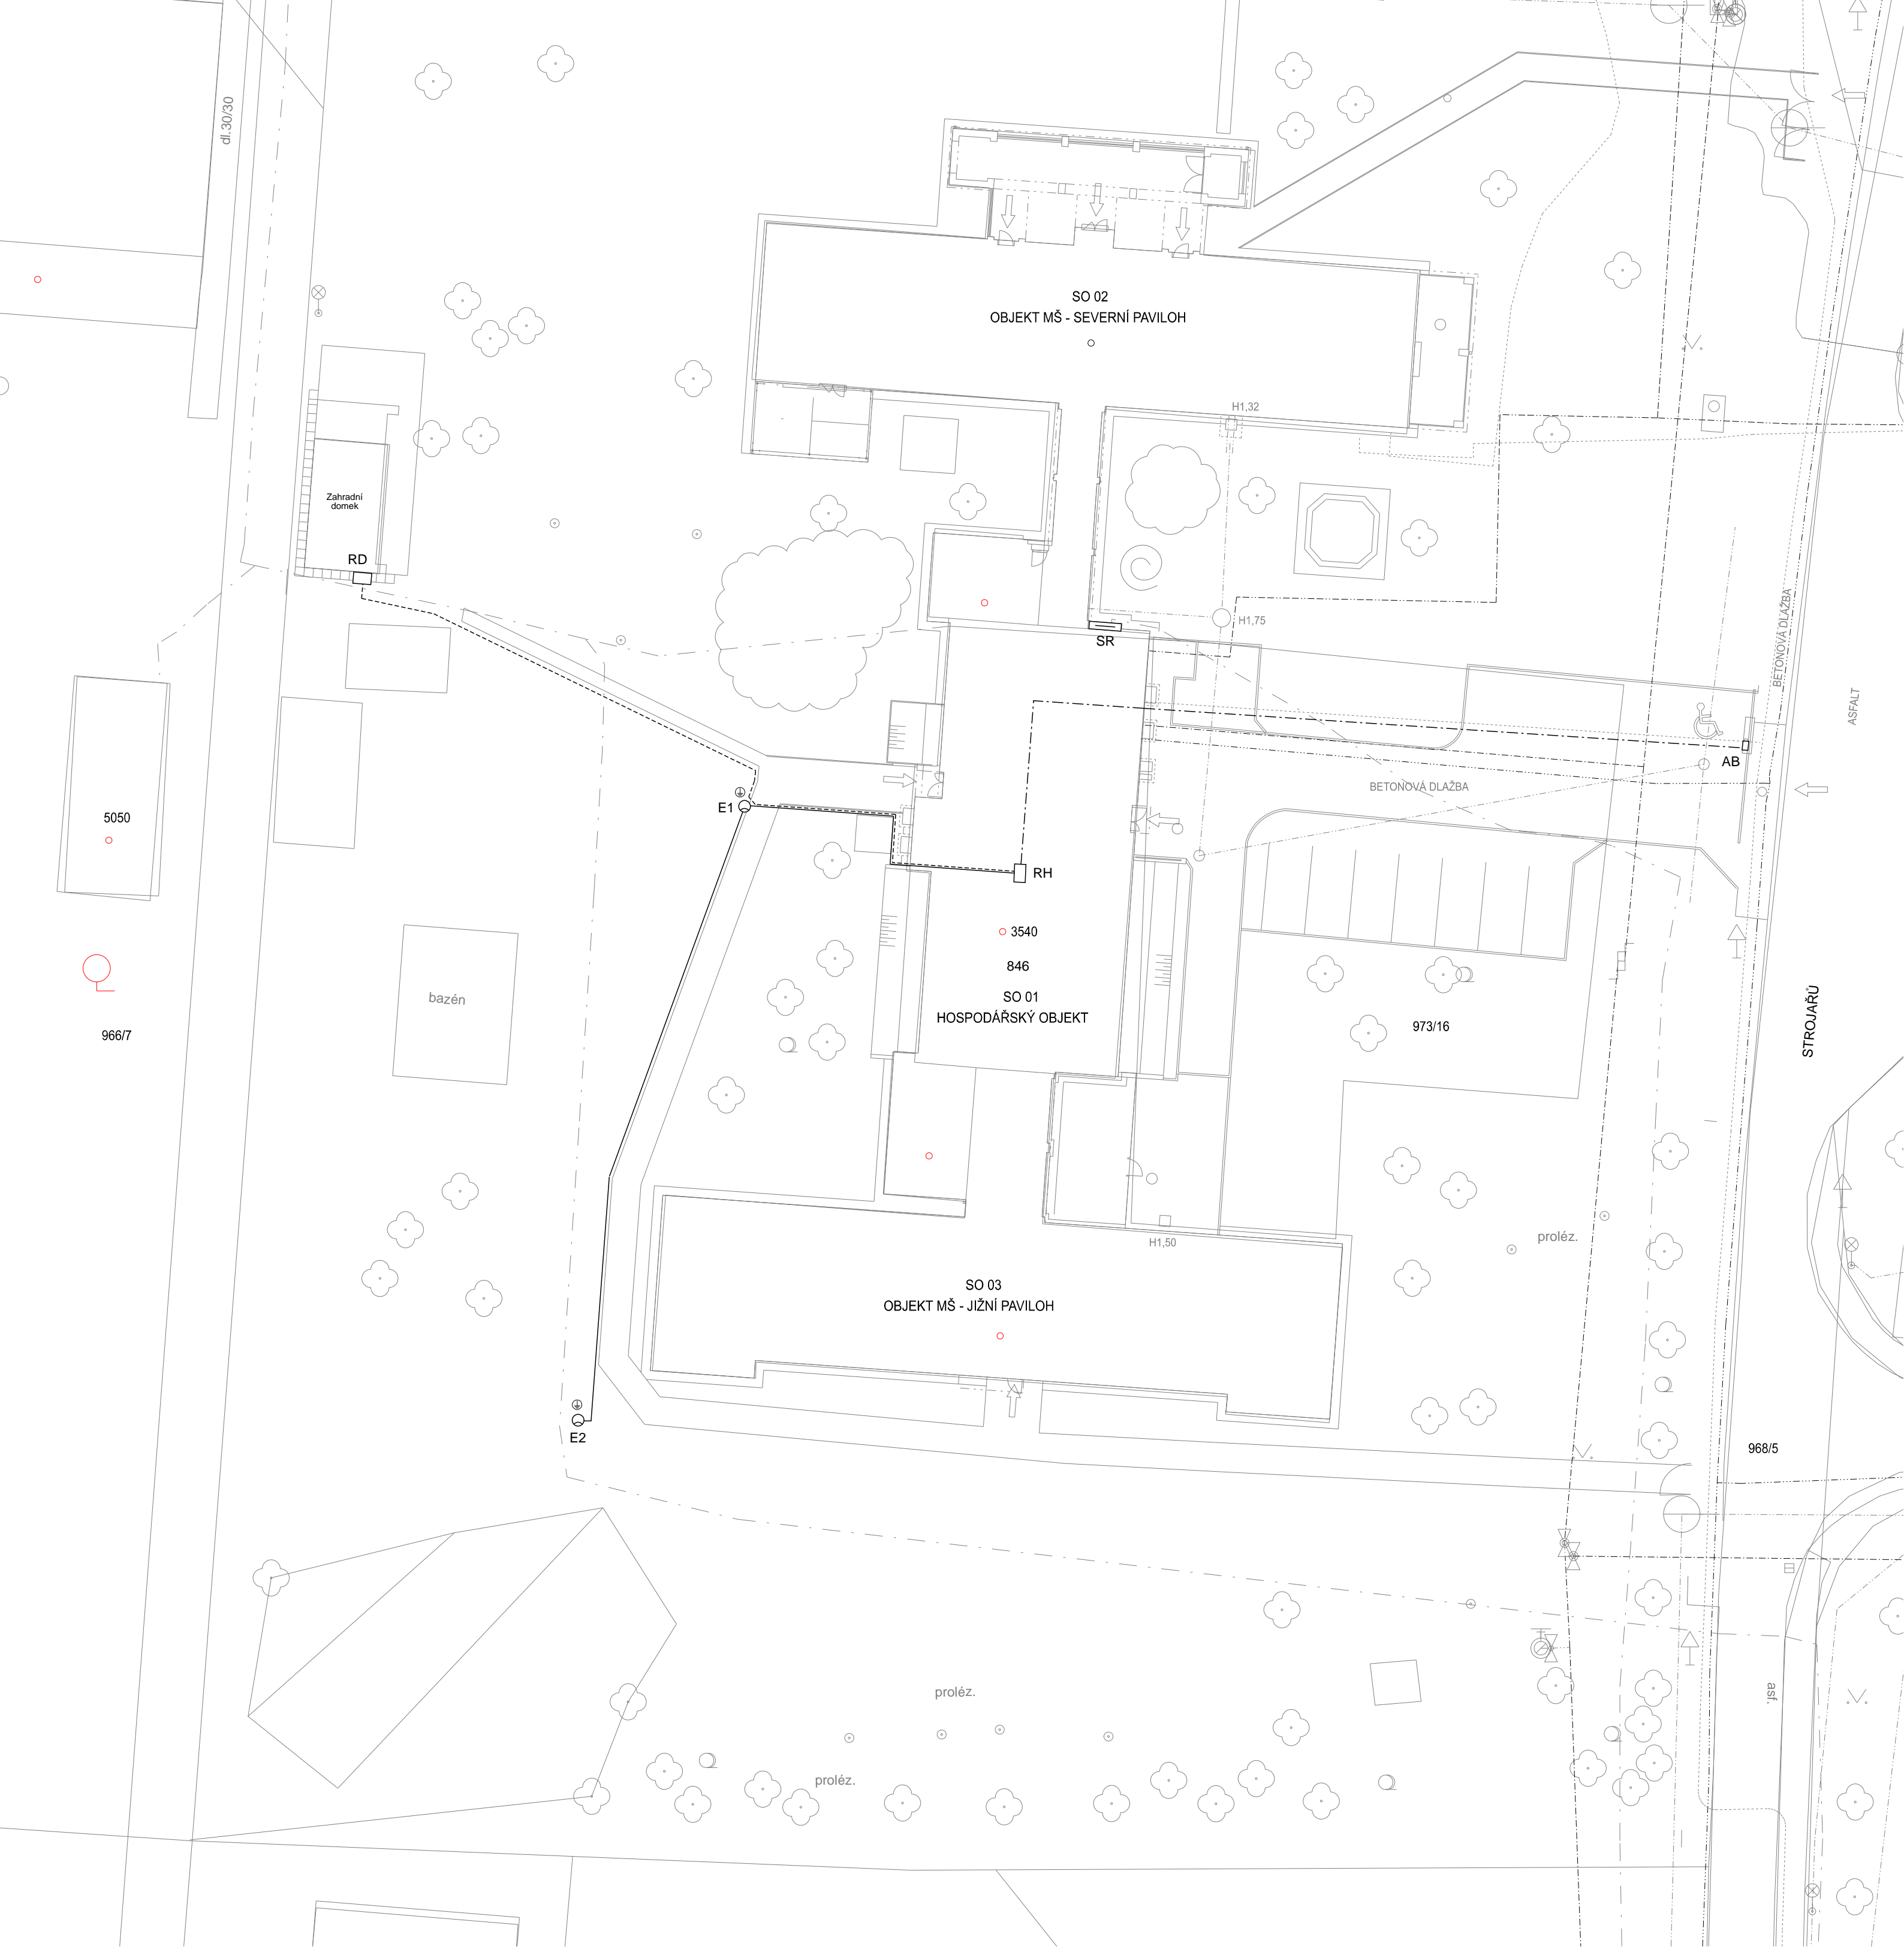 dl.30/30
SO 02
OBJEKT MŠ - SEVERNÍ PAVILOH
H1,32
Zahradní
domek
RD
H1,75
SR
BETONOVÁ DLAŽBA
ASFALT
AB
BETONOVÁ DLAŽBA
E1
5050
RH
3540
846
SO 01
HOSPODÁŘSKÝ OBJEKT
bazén
966/7
973/16
STROJAŘŮ
H1,50
proléz.
SO 03
OBJEKT MŠ - JIŽNÍ PAVILOH
E2
968/5
proléz.
asf.
proléz.